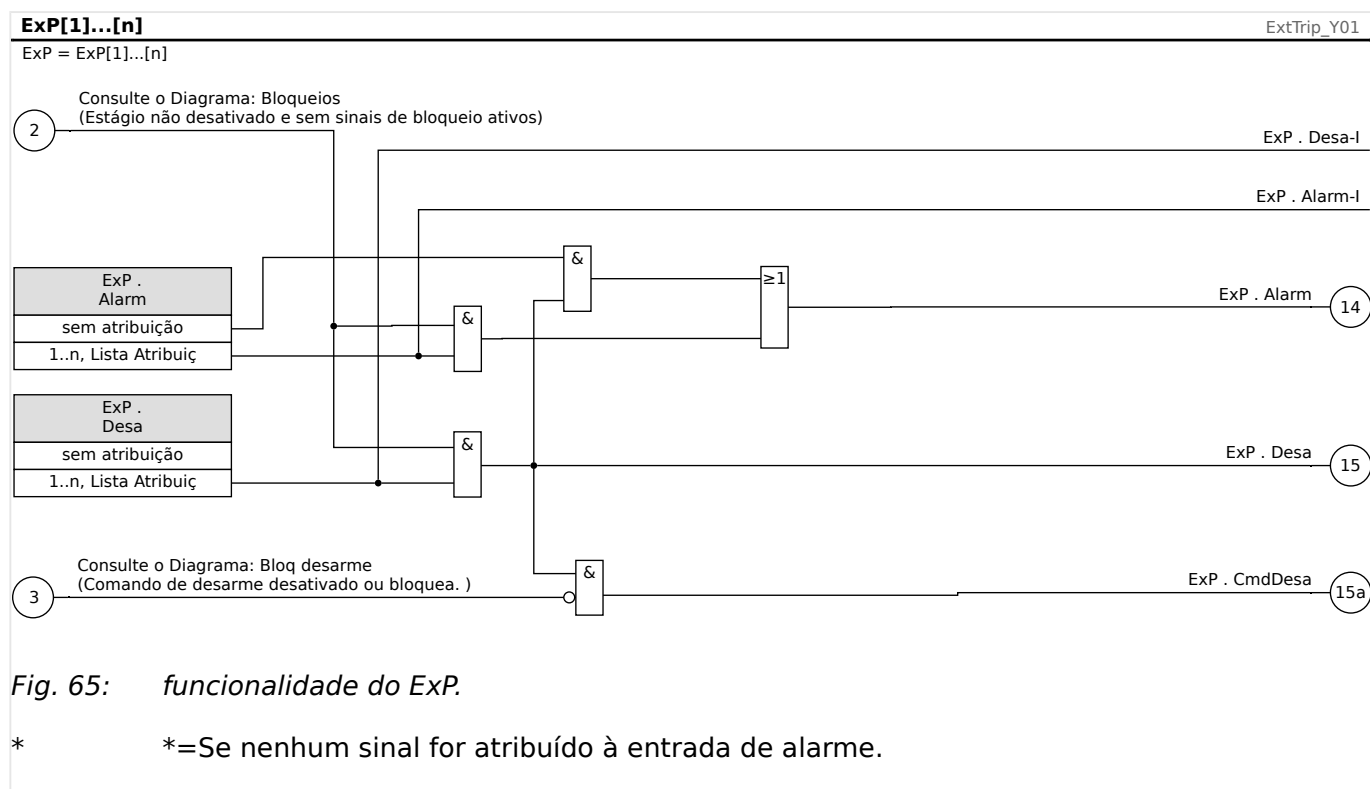 ExP[1]...[n]
ExtTrip_Y01
ExP = ExP[1]...[n]
Consulte o Diagrama: Bloqueios
(Estágio não desativado e sem sinais de bloqueio ativos)
2
ExP . Desa-I
ExP . Alarm-I
ExP .
Alarm
sem atribuição
1..n, Lista Atribuiç
&
&
≥1
ExP . Alarm
14
ExP .
Desa
sem atribuição
1..n, Lista Atribuiç
&
ExP . Desa
15
Consulte o Diagrama: Bloq desarme
(Comando de desarme desativado ou bloquea. )
3
&
ExP . CmdDesa
15a
Fig. 65: funcionalidade do ExP.
* *=Se nenhum sinal for atribuído à entrada de alarme.